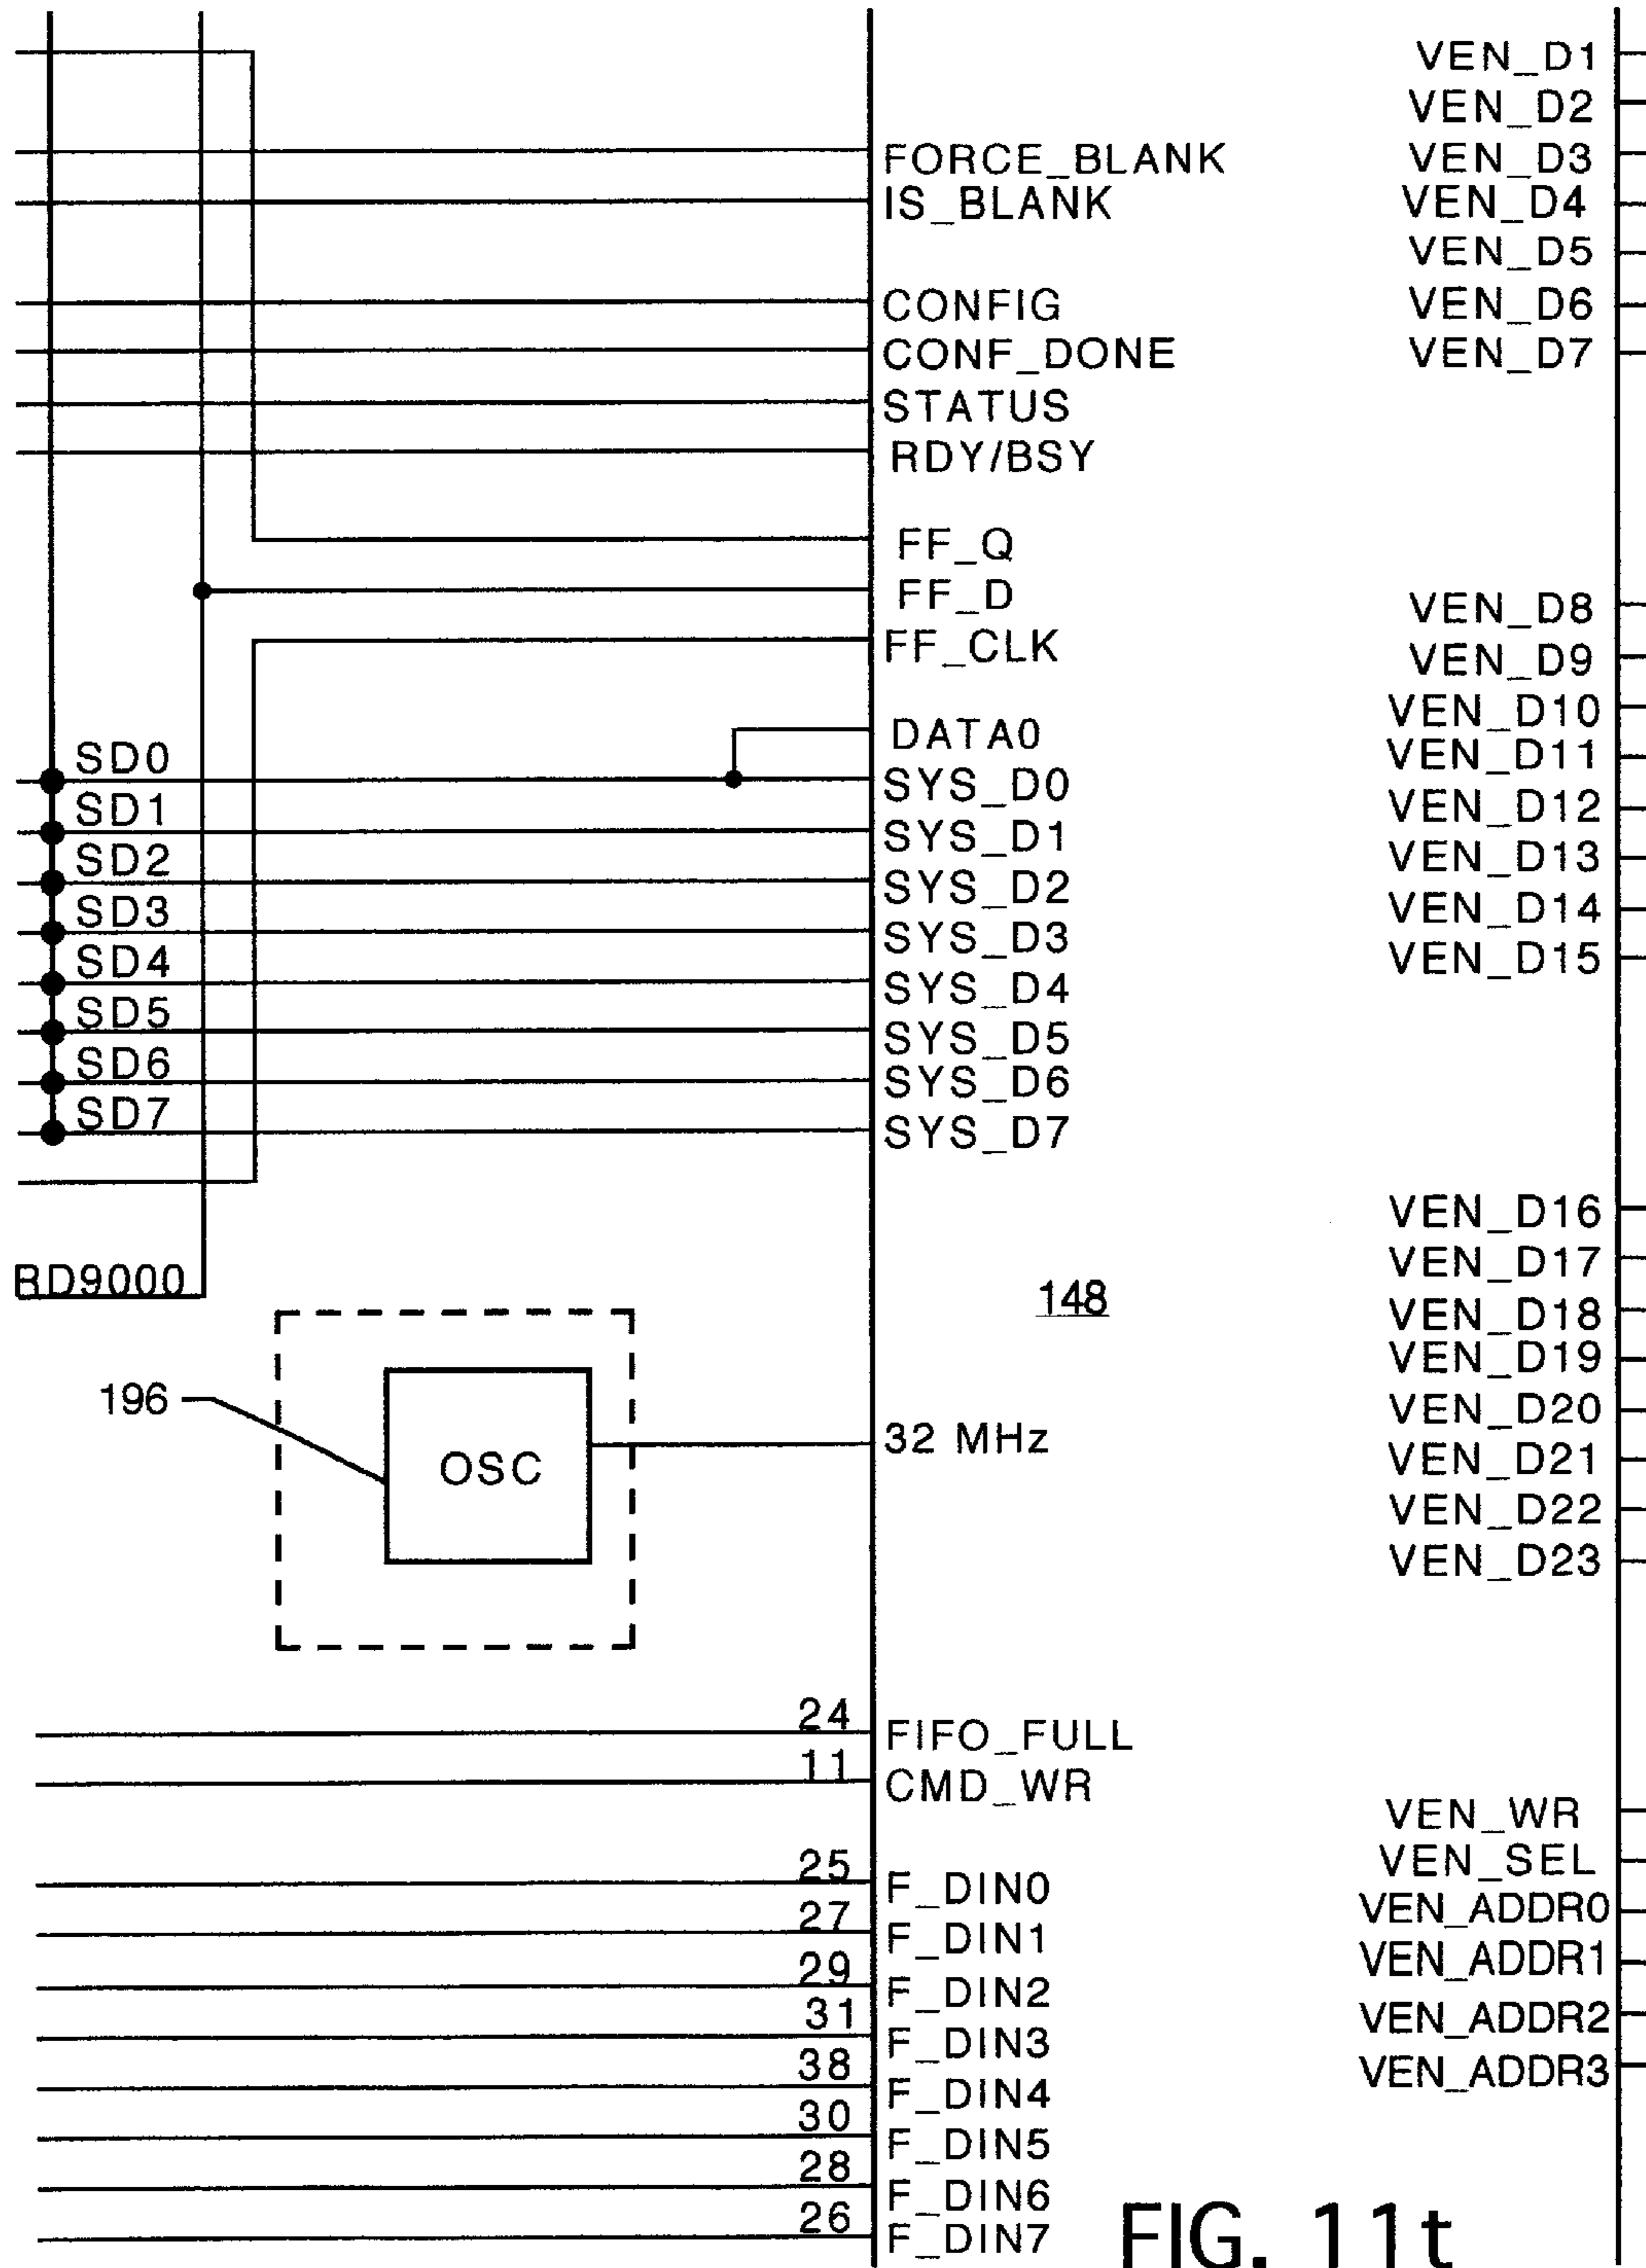 VEN_D1
VEN_D2
FORCE_BLANK
VEN_D3
IS_BLANK
VEN_D4
VEN_D5
CONFIG
VEN_D6
CONF_DONE
VEN_D7
STATUS
RDY/BSY
FF_Q
FF_D
VEN_D8
FF_CLK
VEN_D9
VEN_D10
DATA0
VEN_D11
SD0
SYS_D0
VEN_D12
SD1
SYS_D1
VEN_D13
SD2
SYS_D2
VEN_D14
SD3
SYS_D3
VEN_D15
SD4
SYS_D4
SD5
SYS_D5
SD6
SYS_D6
SD7
SYS_D7
VEN_D16
VEN_D17
RD9000
148
VEN_D18
VEN_D19
196
VEN_D20
32 MHz
OSC
VEN_D21
VEN_D22
VEN_D23
24
FIFO_FULL
11
CMD_WR
VEN_WR
VEN_SEL
25
F_DIN0
VEN_ADDR0
27
F_DIN1
VEN_ADDR1
29
F_DIN2
VEN_ADDR2
31
F_DIN3
VEN_ADDR3
38
F_DIN4
30
F_DIN5
28
F_DIN6
26
F_DIN7
FIG. 11t